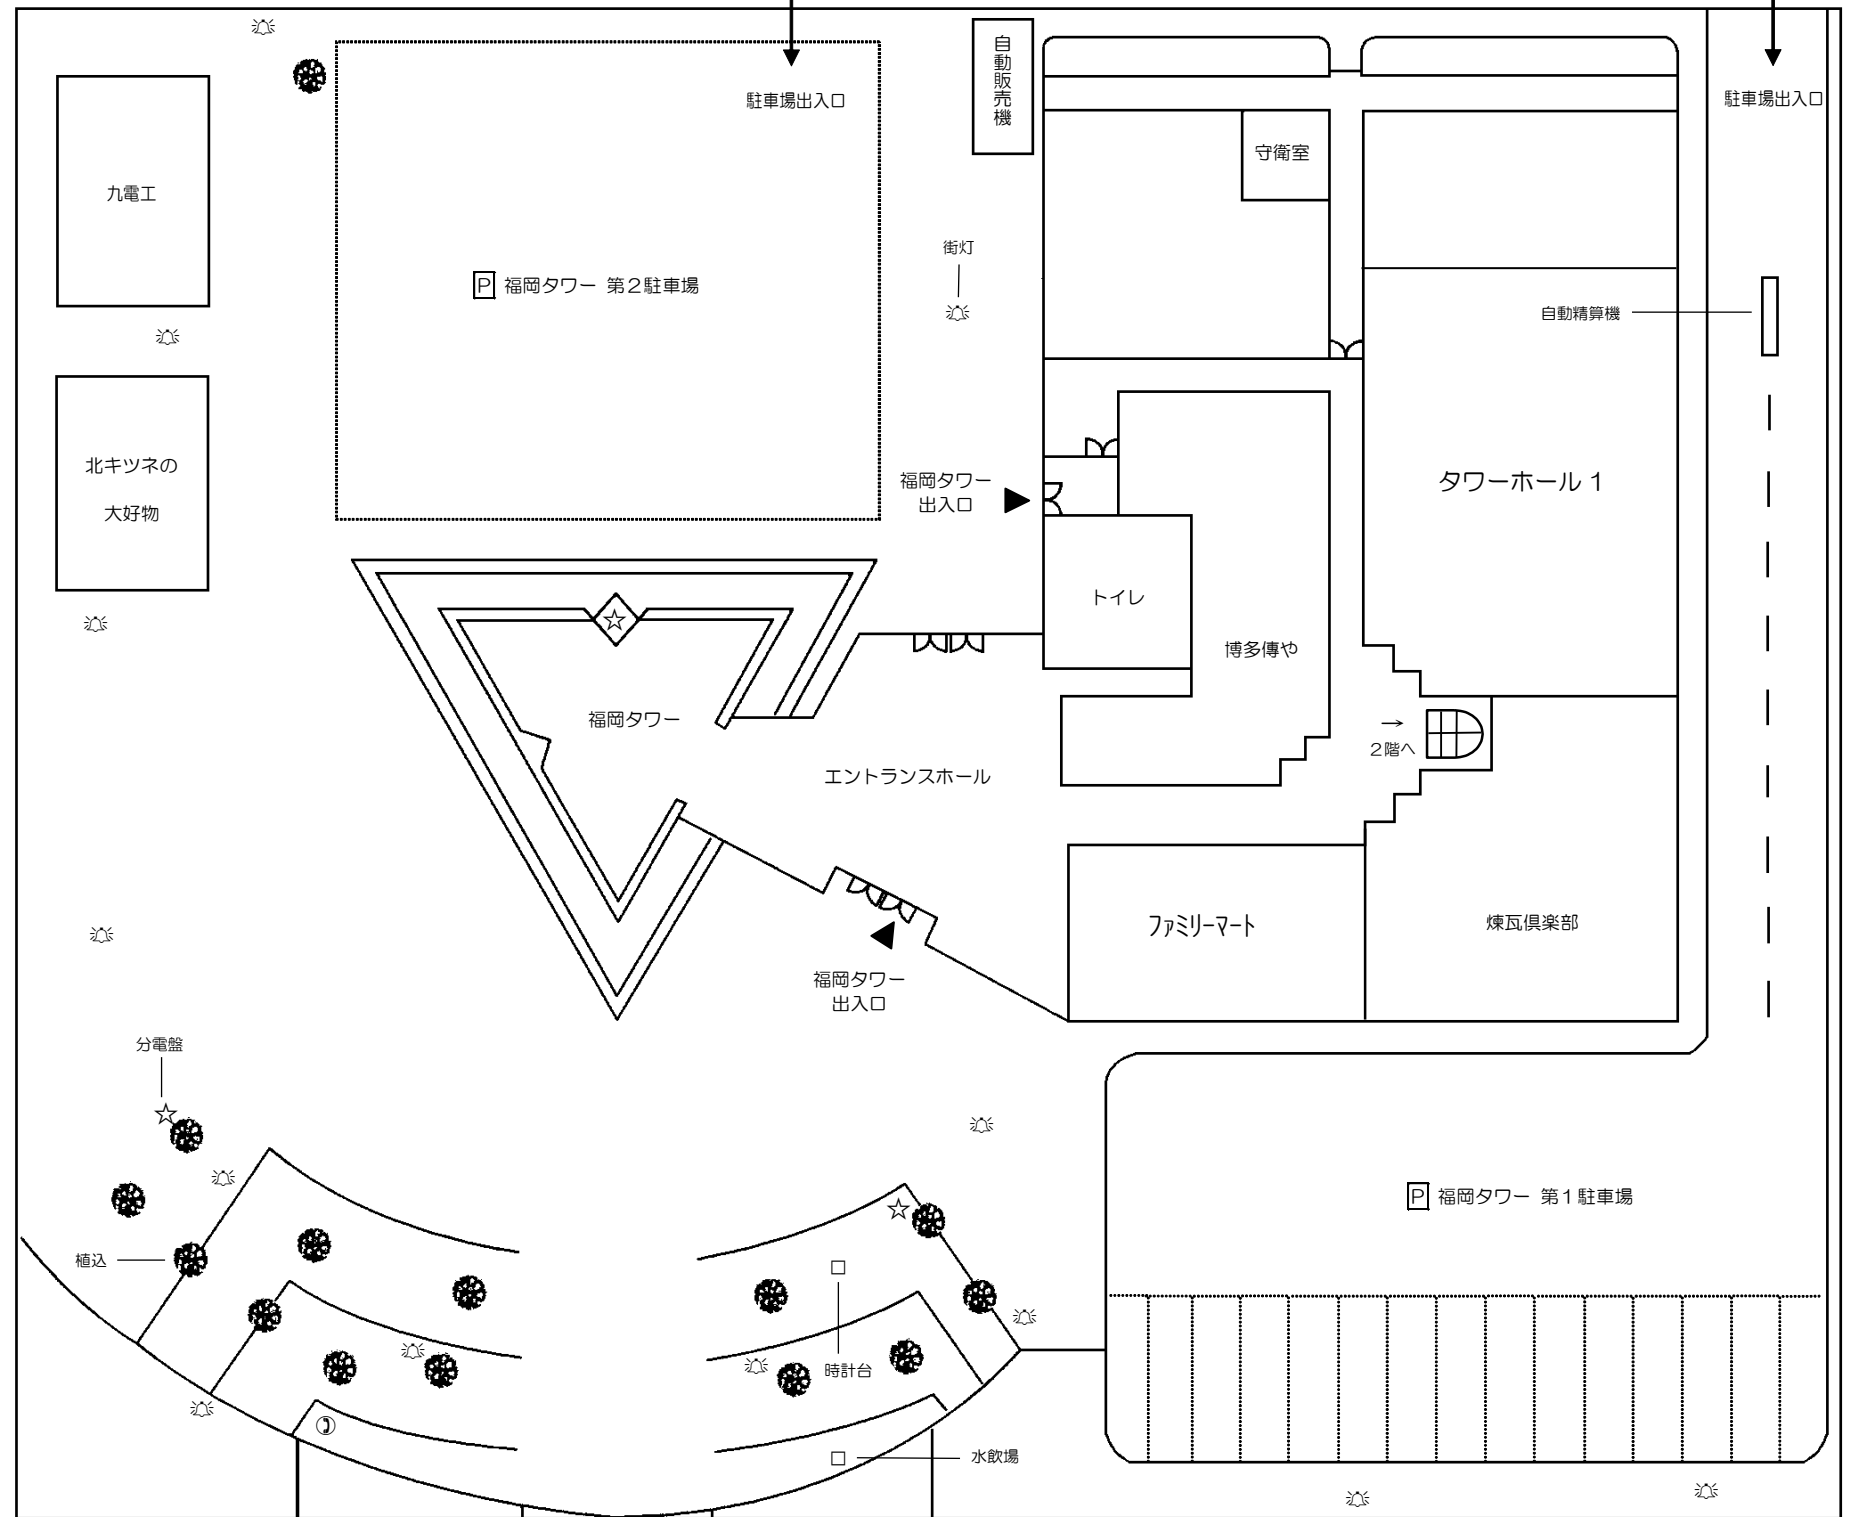 自動販売機
駐車場出入口
駐車場出入口
守衛室
九電工
街灯
P 福岡タワー 第2駐車場
自動精算機
北キツネの
大好物
福岡タワー
出入口
タワーホール1
トイレ
博多傳や
福岡タワー
→
2階へ
エントランスホール
ファミリーマート
煉瓦倶楽部
福岡タワー
出入口
分電盤
P 福岡タワー 第1駐車場
植込
時計台
水飲場